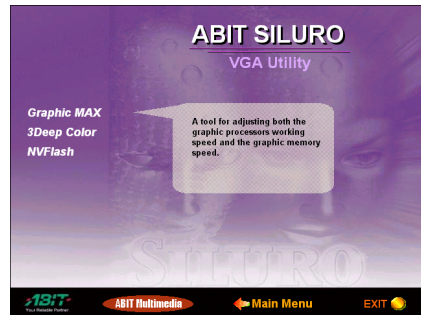 ABIT SILURO
VGA Utility
Graphic MAX
3Deep Color
NVFlash
A tool for adjusting both the
graphic processors working
speed and the graphic memory
speed.
SILURO
ABIT
Your Reliable Partner
ABIT Multimedia
Main Menu
EXIT